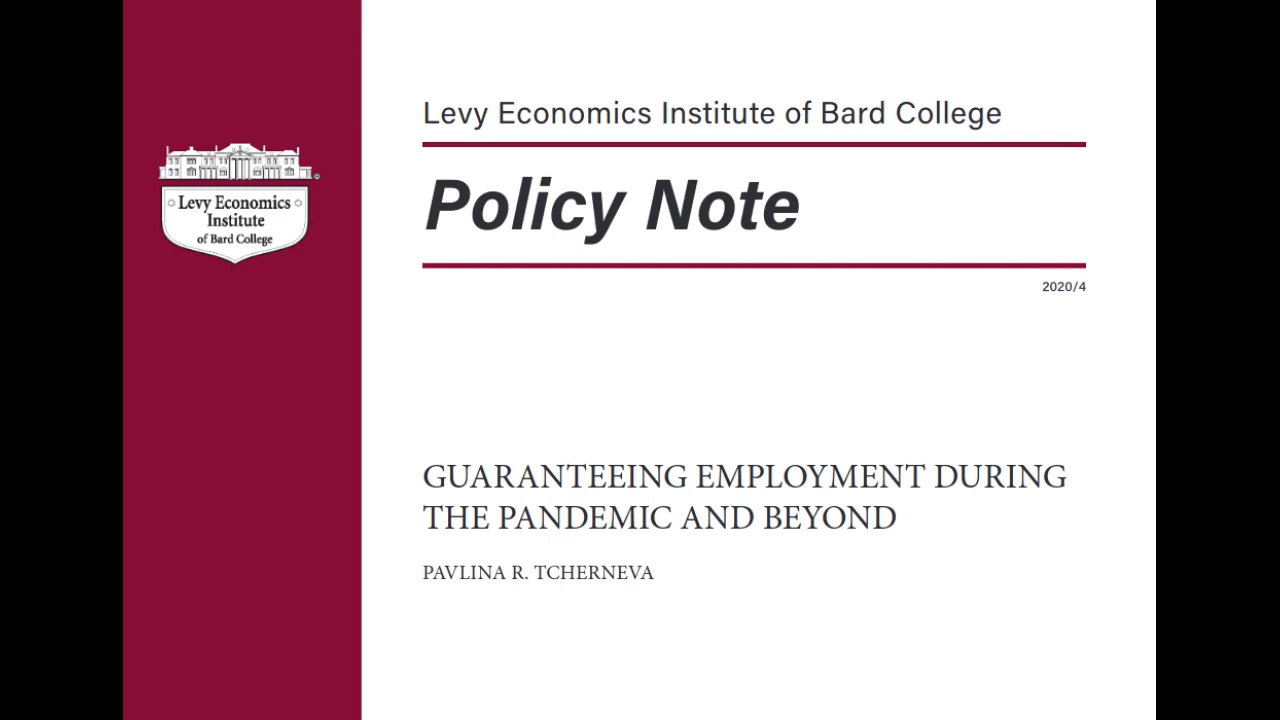 Levy Economics Institute of Bard College
Levy Economics
Institute
of Bard College
Policy Note
2020/4
GUARANTEEING EMPLOYMENT DURING
THE PANDEMIC AND BEYOND
PAVLINA R. TCHERNEVA